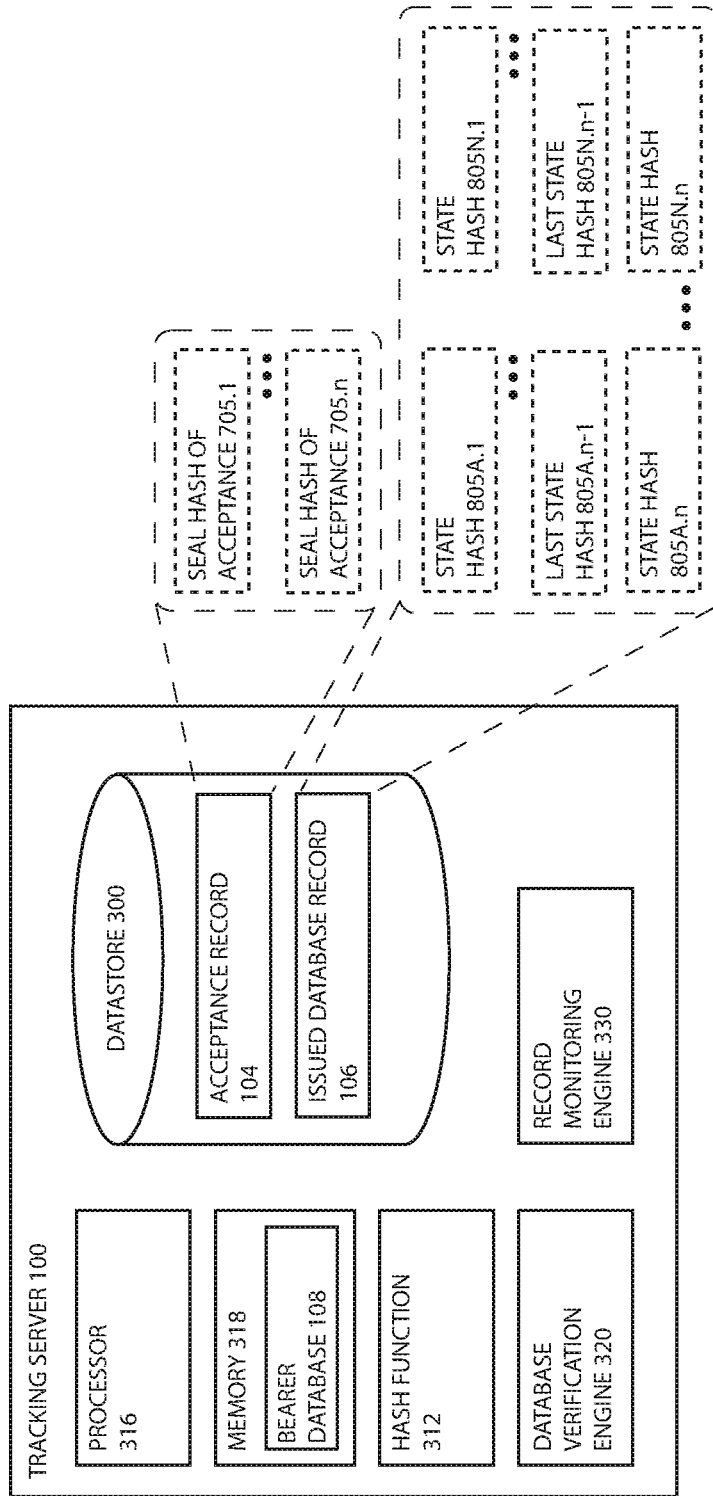 TRACKING SERVER 100
PROCESSOR
316
MEMORY 318
BEARER
DATABASE 108
HASH FUNCTION
312
DATABASE
VERIFICATION
ENGINE 320
DATASTORE 300
ACCEPTANCE RECORD
104
ISSUED DATABASE RECORD
106
RECORD
MONITORING
ENGINE 330
SEAL HASH OF
ACCEPTANCE 705.1
SEAL HASH OF
ACCEPTANCE 705.n
STATE
HASH 805A.1
LAST STATE
HASH 805A.n-1
STATE HASH
805A.n
STATE
HASH 805N.1
LAST STATE
HASH 805N.n-1
STATE HASH
805N.n